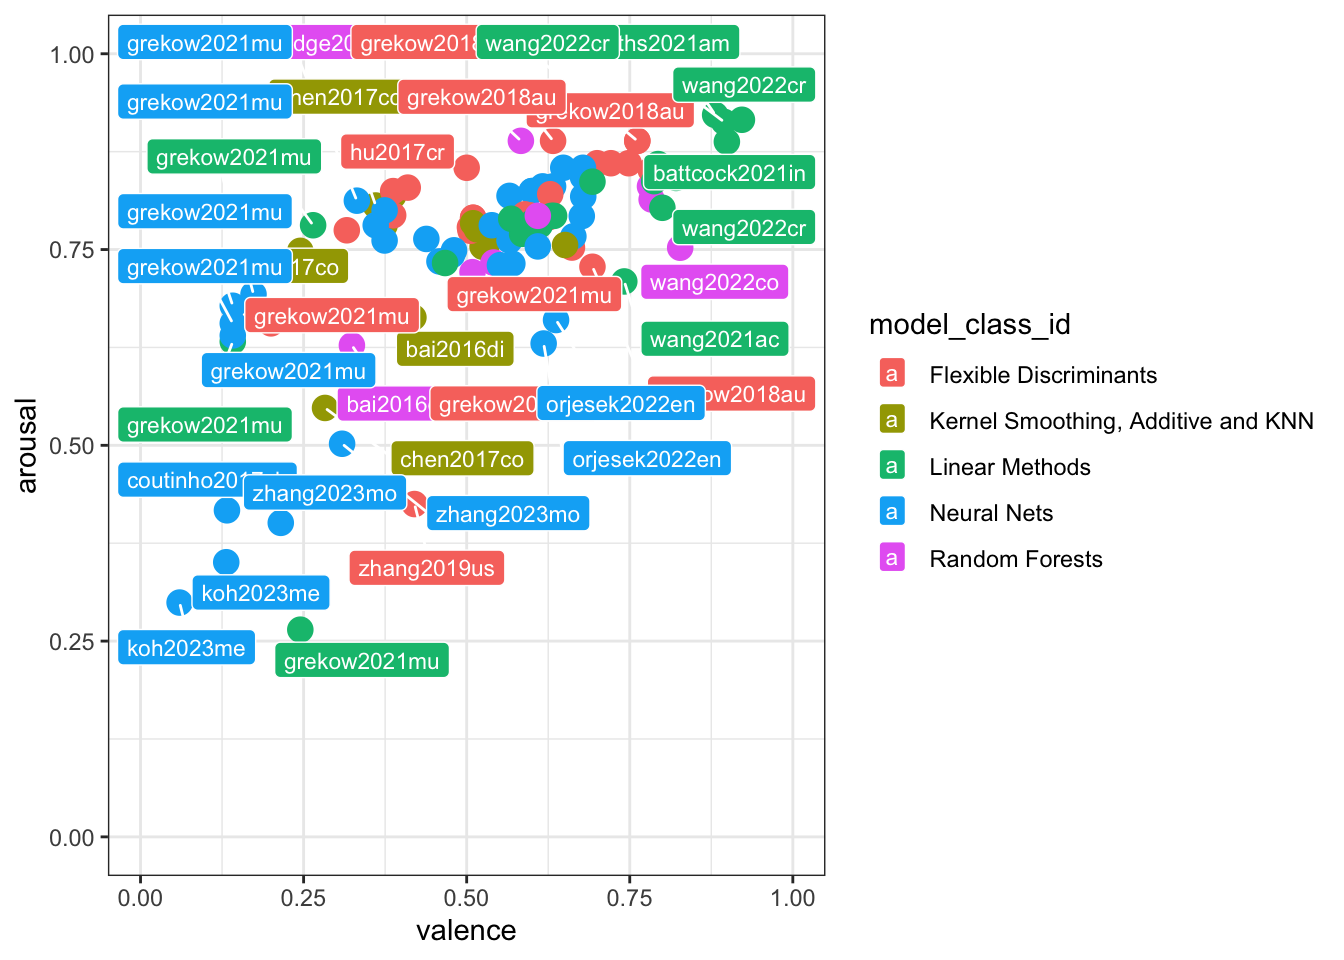 grekow2021mu
wang2022cr
wang2022cr
grekow2018au
grekow2021mu
grekow2018au
grekow2021mu
hu2017cr
battcock2021in
grekow2021mu
wang2022cr
grekow2021mu
wang2022co
grekow2021mu
grekow2021mu
wang2021ac
bai2016di
grekow2021mu
orjesek2022en
grekow2021mu
chen2017co
orjesek2022en
zhang2023mo
zhang2023mo
zhang2019us
koh2023me
koh2023me
grekow2021mu
1.00
0.75
0.50
0.25
0.00
0.00 0.25 0.50 0.75 1.00
valence
arousal
model_class_id
a Flexible Discriminants
a Kernel Smoothing, Additive and KNN
a Linear Methods
a Neural Nets
a Random Forests